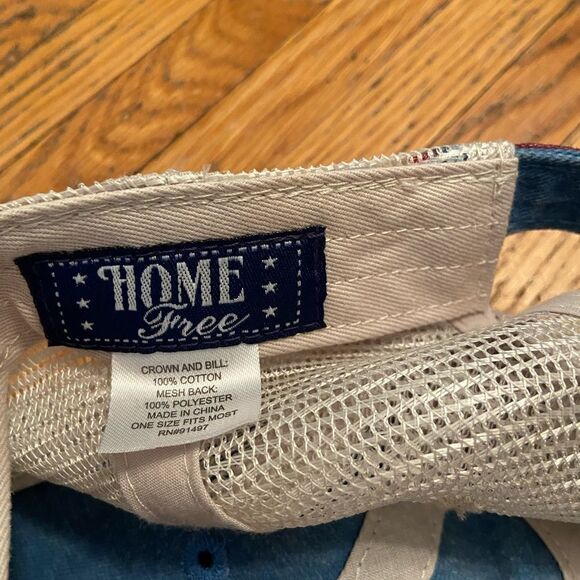 HOME
Free
CROWN AND BILL:
100% COTTON
MESH BACK:
100% POLYESTER
MADE IN CHINA
ONE SIZE FITS MOST
RN#91497